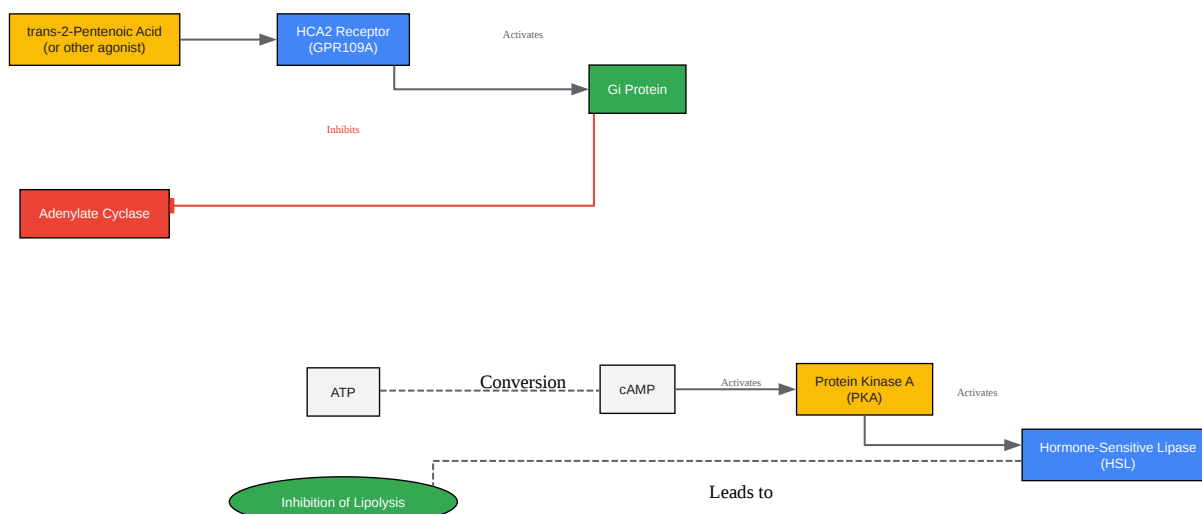 trans-2-Pentenoic Acid
(or other agonist)
HCA2 Receptor
(GPR109A)
Activates
Gi Protein
Inhibits
Adenylate Cyclase
ATP
Conversion
cAMP
Activates
Protein Kinase A
(PKA)
Activates
Hormone-Sensitive Lipase
(HSL)
Leads to
Inhibition of Lipolysis